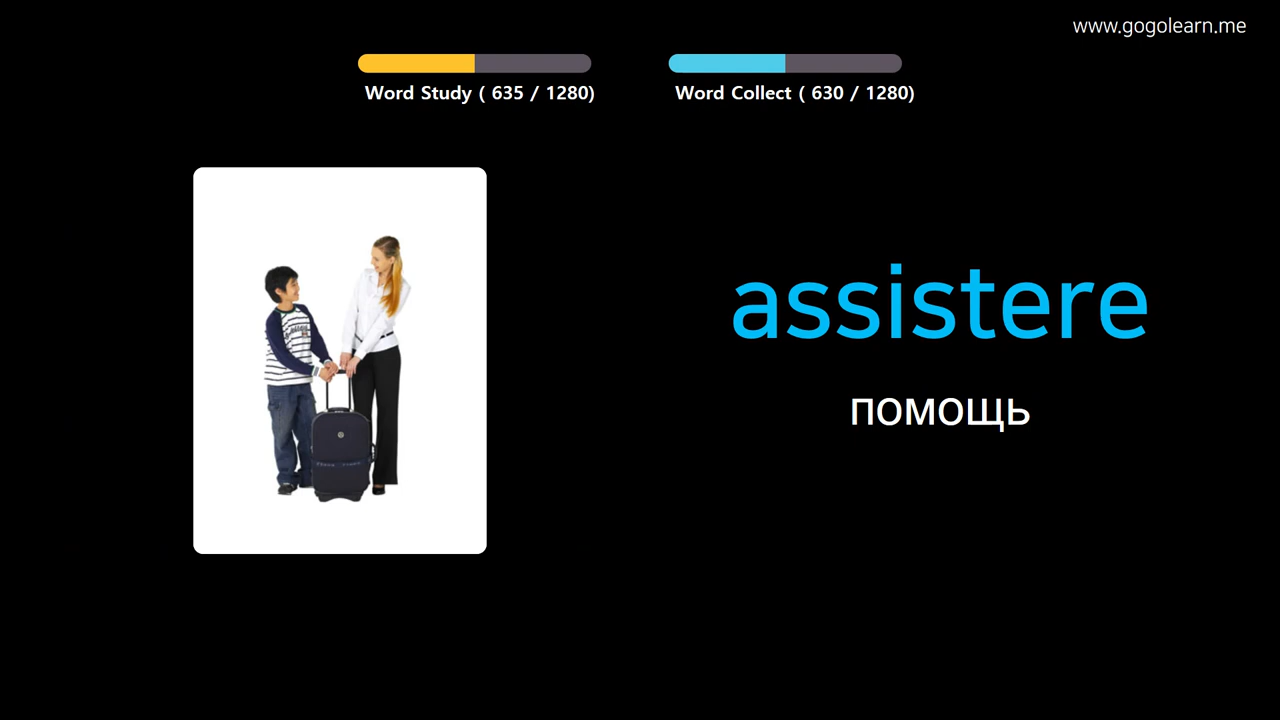 www.gogolearn.me
Word Study ( 635 / 1280)
Word Collect ( 630 / 1280)
assistere
помощь